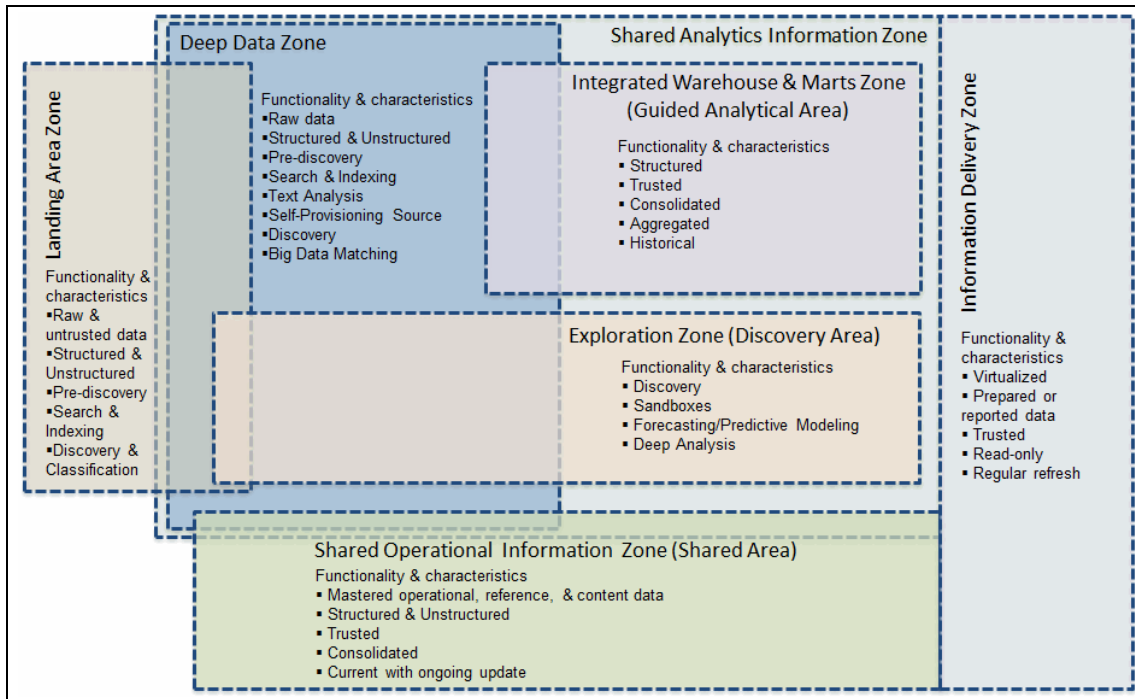 Deep Data Zone
Functionality & characteristics
▪Raw data
▪Structured & Unstructured
▪Pre-discovery
▪Search & Indexing
▪Text Analysis
▪Self-Provisioning Source
▪Discovery
▪Big Data Matching
Shared Analytics Information Zone
Integrated Warehouse & Marts Zone
(Guided Analytical Area)
Functionality & characteristics
▪ Structured
▪ Trusted
▪ Consolidated
▪ Aggregated
▪ Historical
Landing Area Zone
Functionality &
characteristics
▪Raw &
untrusted data
▪Structured &
Unstructured
▪Pre-discovery
▪Search &
Indexing
▪Discovery &
Classification
Exploration Zone (Discovery Area)
Functionality & characteristics
▪ Discovery
▪ Sandboxes
▪ Forecasting/Predictive Modeling
▪ Deep Analysis
Information Delivery Zone
Functionality &
characteristics
▪ Virtualized
▪ Prepared or
reported data
▪ Trusted
▪ Read-only
▪ Regular refresh
Shared Operational Information Zone (Shared Area)
Functionality & characteristics
▪ Mastered operational, reference, & content data
▪ Structured & Unstructured
▪ Trusted
▪ Consolidated
▪ Current with ongoing update